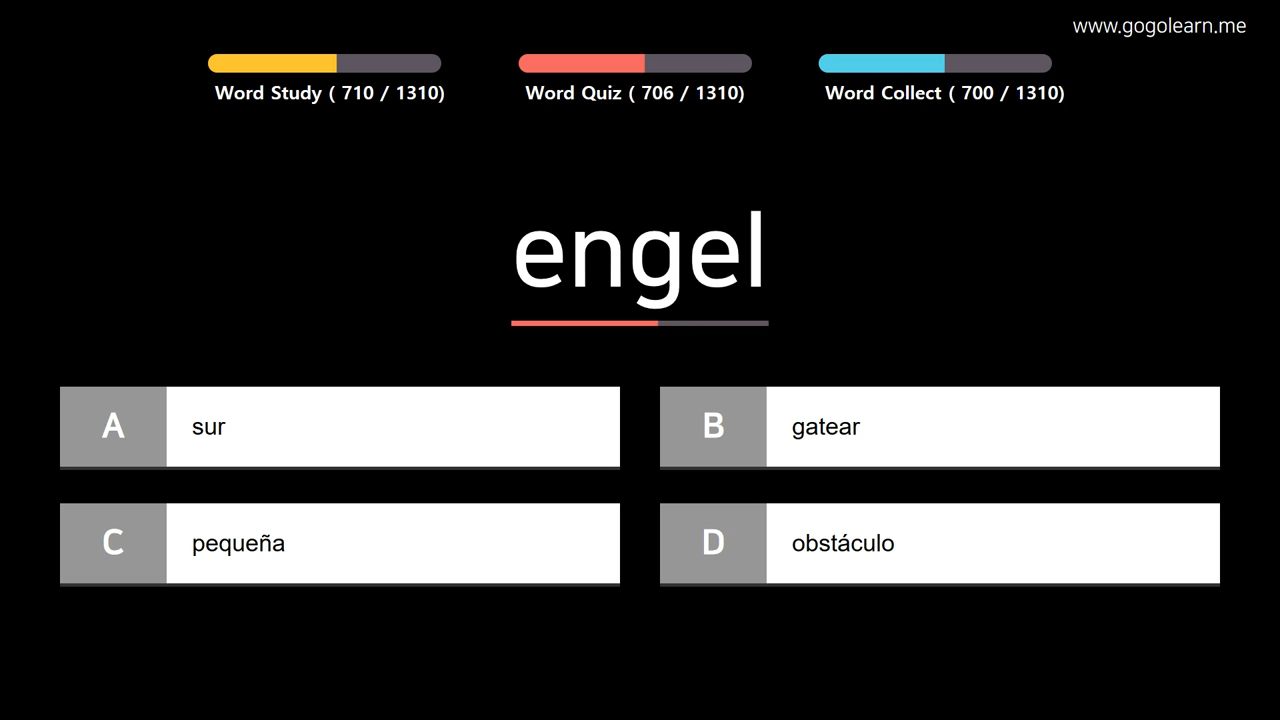 www.gogolearn.me
Word Study ( 710 / 1310)
Word Quiz ( 706 / 1310)
Word Collect ( 700 / 1310)
engel
A sur
B gatear
C pequeña
D obstáculo